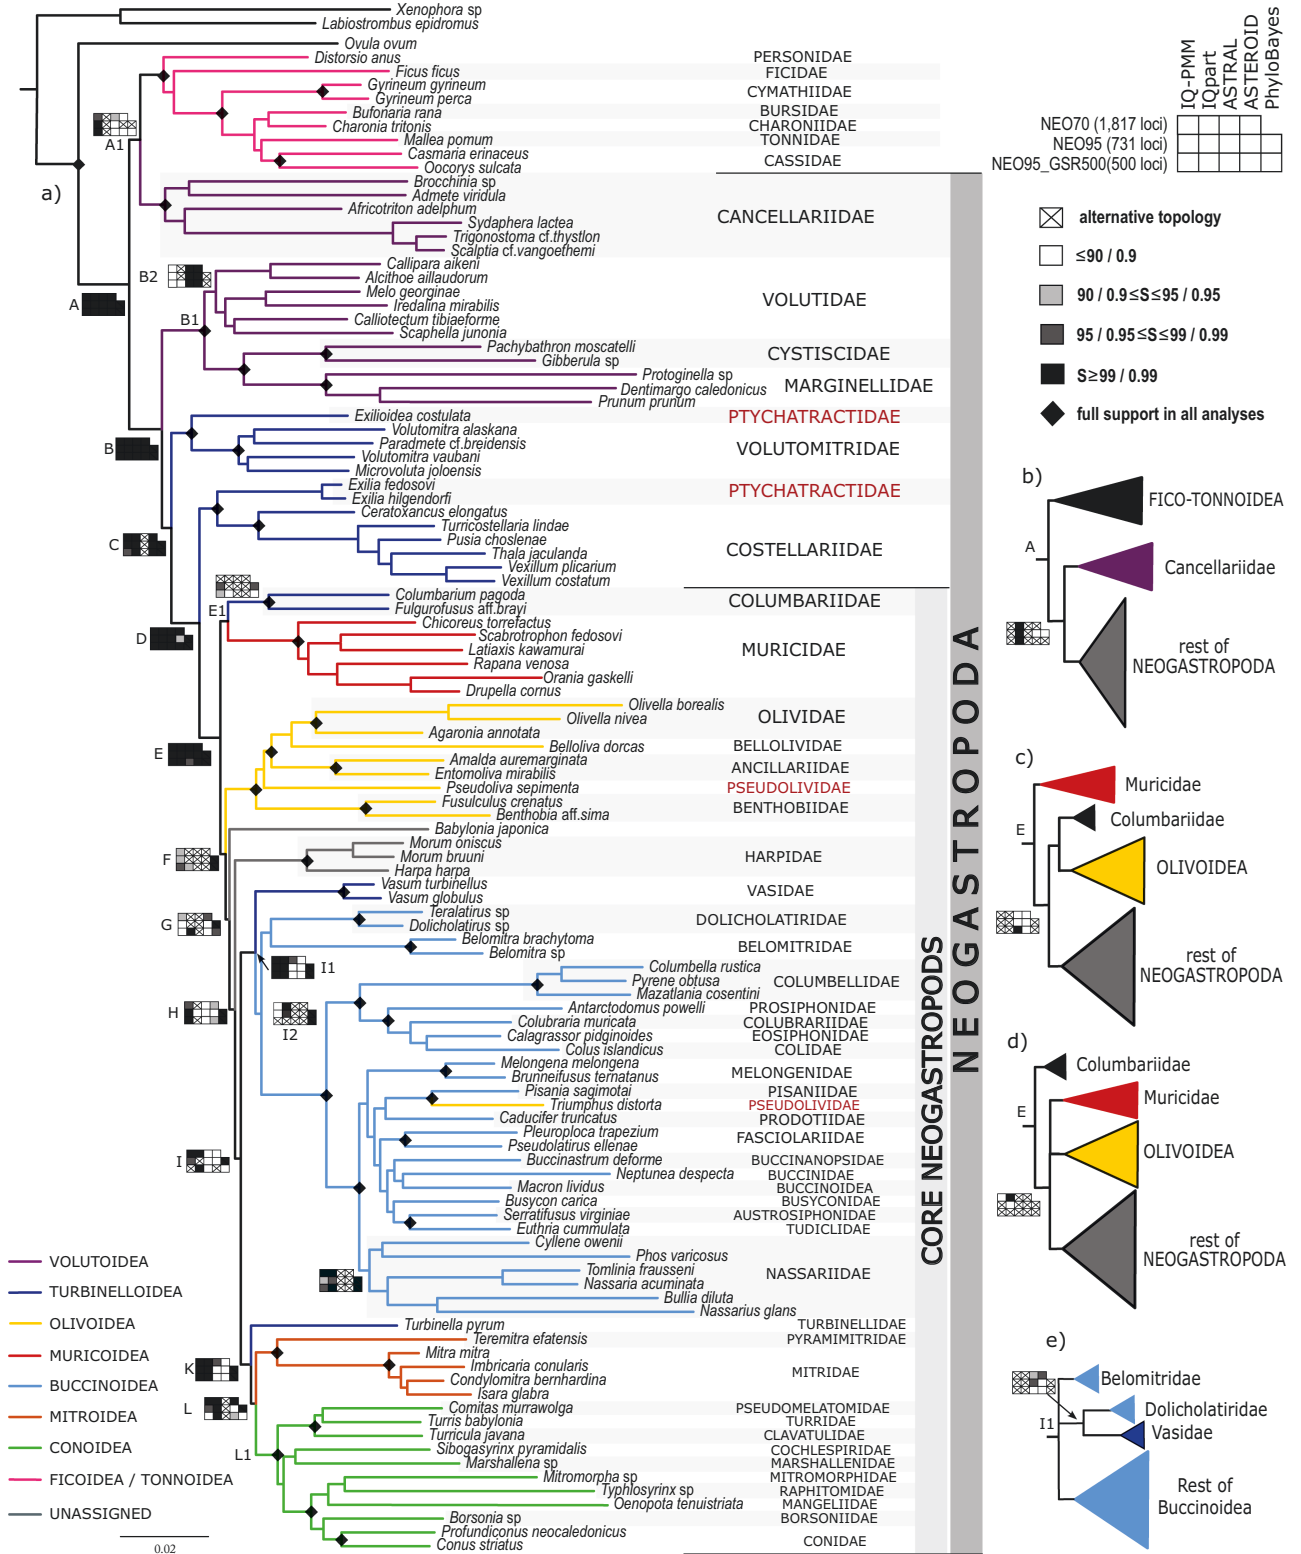 Xenophora sp
Labiostrombus epidromus
Ovula ovum
Distorsio anus PERSONIDAE
Ficus ficus FICIDAE
Gyrineum gyrineum
Gyrineum perca CYMATHIIDAE
Bufonaria rana BURSIDAE
Charonia tritonis CHARONIIDAE
Mallea pomum TONNIDAE
Casmaria erinaceus
Oocorys sulcata CASSIDAE
A1
a)
Brocchinia sp
Admete viridula
Africotriton adelphum
Sydaphera lactea
Trigonostoma cf.thystlon
Scalptia cf.vangoethemi
CANCELLARIIDAE
B2
A
B1
Callipara aikeni
Alcithoe aillaudorum
Melo georginae
Iredalina mirabilis
Calliotectum tibiaeforme
Scaphella junonia
VOLUTIDAE
Pachybathron moscatelli
Gibberula sp
CYSTISCIDAE
Protoginella sp
Dentimargo caledonicus
Prunum prunum
MARGINELLIDAE
B
Exilioidea costulata PTYCHATRACTIDAE
Volutomitra alaskana
Paradmete cf.breidensis
Volutomitra vaubani
Microvoluta joloensis
VOLUTOMITRIDAE
Exilia fedosovi
Exilia hilgendorfi
PTYCHATRACTIDAE
C
Ceratoxancus elongatus
Turricostellaria lindae
Pusia choslenae
Thala jaculanda
Vexillum plicarium
Vexillum costatum
COSTELLARIIDAE
E1
D
Columbarium pagoda
Fulgurofusus aff.brayi
COLUMBARIIDAE
Chicoreus torrefactus
Scabrotrophon fedosovi
Latiaxis kawamurai
Rapana venosa
Orania gaskelli
Drupella cornus
MURICIDAE
E
Olivella borealis
Olivella nivea
Agaronia annotata
OLIVIDAE
Belloliva dorcas BELLOLIVIDAE
Amalda auremarginata
Entomoliva mirabilis
ANCILLARIIDAE
Pseudoliva sepimenta PSEUDOLIVIDAE
Fusulculus crenatus
Benthobia aff.sima
BENTHOBIIDAE
F
Babylonia japonica
Morum oniscus
Morum bruuni
Harpa harpa
HARPIDAE
G
Vasum turbinellus
Vasum globulus
VASIDAE
Teralatirus sp
Dolicholatirus sp
DOLICHOLATIRIDAE
Belomitra brachytoma
Belomitra sp
BELOMITRIDAE
I1
H
I2
Columbella rustica
Pyrene obtusa
Mazatlania cosentini
COLUMBELLIDAE
Antarctodomus powelli PROSIPHONIDAE
Colubraria muricata COLUBRARIIDAE
Calagrassor pidginoides EOSIPHONIDAE
Colus islandicus COLIDAE
Melongena melongena
Brunneifusus ternatanus
MELONGENIDAE
Pisania sagimotai PISANIIDAE
Triumphus distorta PSEUDOLIVIDAE
Caducifer truncatus PRODOTIIDAE
Pleuroploca trapezium
Pseudolatirus ellenae
FASCIOLARIIDAE
I
Buccinastrum deforme BUCCINANOPSIDAE
Neptunea despecta BUCCINIDAE
Macron lividus BUCCINOIDEA
Busycon carica BUSYCONIDAE
Serratifusus virginiae AUSTROSIPHONIDAE
Euthria cummulata TUDICLIDAE
Cyllene owenii
Phos varicosus
Tomlinia frausseni
Nassaria acuminata
Bullia diluta
Nassarius glans
NASSARIIDAE
K
L
L1
Turbinella pyrum TURBINELLIDAE
Teremitra efatensis PYRAMIMITRIDAE
Mitra mitra
Imbricaria conularis
Condylomitra bernhardina
Isara glabra
MITRIDAE
Comitas murrawolga PSEUDOMELATOMIDAE
Turris babylonia TURRIDAE
Turricula javana CLAVATULIDAE
Sibogasyrinx pyramidalis COCHLESPIRIDAE
Marshallena sp MARSHALLENIDAE
Mitromorpha sp MITROMORPHIDAE
Typhlosyrinx sp RAPHITOMIDAE
Oenopota tenuistriata MANGELIIDAE
Borsonia sp BORSONIIDAE
Profundiconus neocaledonicus
Conus striatus
CONIDAE
CORE NEOGASTROPODS
NEOGASTROPODA
VOLUTOIDEA
TURBINELLOIDEA
OLIVOIDEA
MURICOIDEA
BUCCINOIDEA
MITROIDEA
CONOIDEA
FICOIDEA / TONNOIDEA
UNASSIGNED
0.02
IQ-PMM
IQpart
ASTRAL
ASTEROID
PhyloBayes
NEO70 (1,817 loci)
NEO95 (731 loci)
NEO95_GSR500(500 loci)
alternative topology
≤90 / 0.9
90 / 0.9≤S≤95 / 0.95
95 / 0.95≤S≤99 / 0.99
S≥99 / 0.99
full support in all analyses
b)
FICO-TONNOIDEA
A
Cancellariidae
rest of
NEOGASTROPODA
c)
Muricidae
Columbariidae
E
OLIVOIDEA
rest of
NEOGASTROPODA
d)
Columbariidae
Muricidae
E
OLIVOIDEA
rest of
NEOGASTROPODA
e)
Belomitridae
Dolicholatiridae
I1
Vasidae
Rest of
Buccinoidea